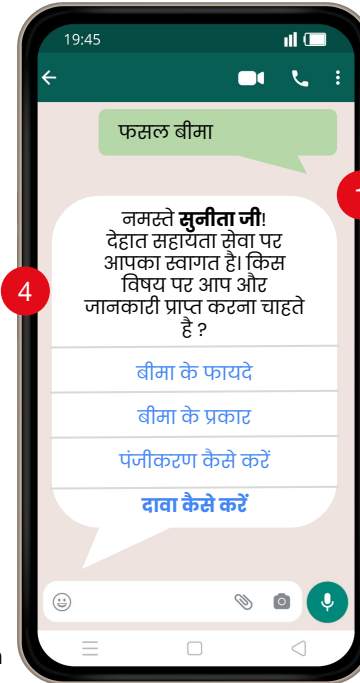 19:45
फसल बीमा
नमस्ते सुनीता जी!
देहात सहायता सेवा पर
आपका स्वागत है। किस
विषय पर आप और
जानकारी प्राप्त करना चाहते
है ?
4
बीमा के फायदे
बीमा के प्रकार
पंजीकरण कैसे करें
दावा कैसे करें